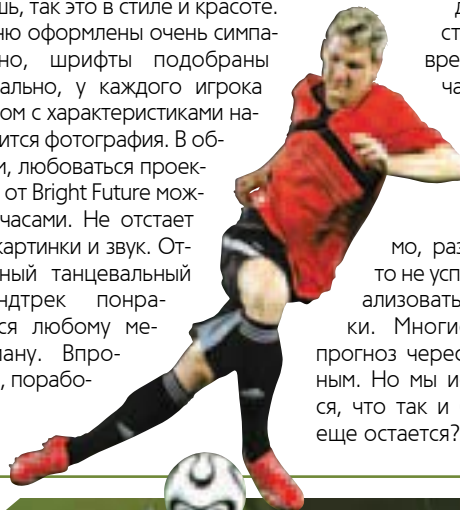 шь, так это в стиле и красоте.
ню оформлены очень симпа-
но, шрифты подобраны
ально, у каждого игрока
ом с характеристиками на-
ится фотография. В об-
и, любоваться проек-
от Bright Future мож-
часами. Не отстает
картинки и звук. От-
ный танцевальный
ндтрек понра-
ся любому ме-
ану. Впро-
, порабо-
д
ст
вре
ча
мо, раз
то не усп
ализовать
ки. Многи
прогноз черес
ным. Но мы и
ся, что так и
еще остается?